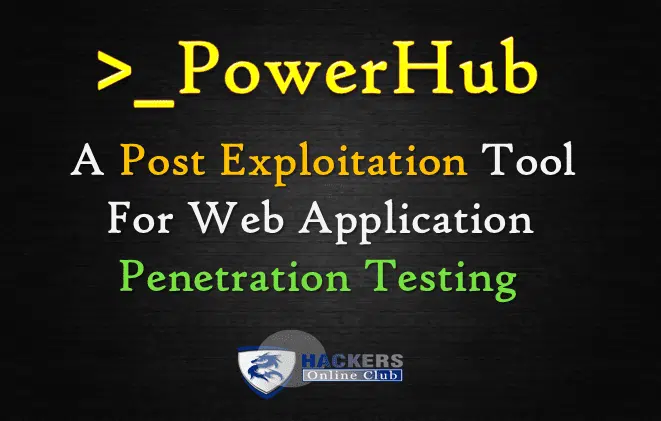 >_PowerHub
A Post Exploitation Tool
For Web Application
Penetration Testing
HACKERS
Online Club